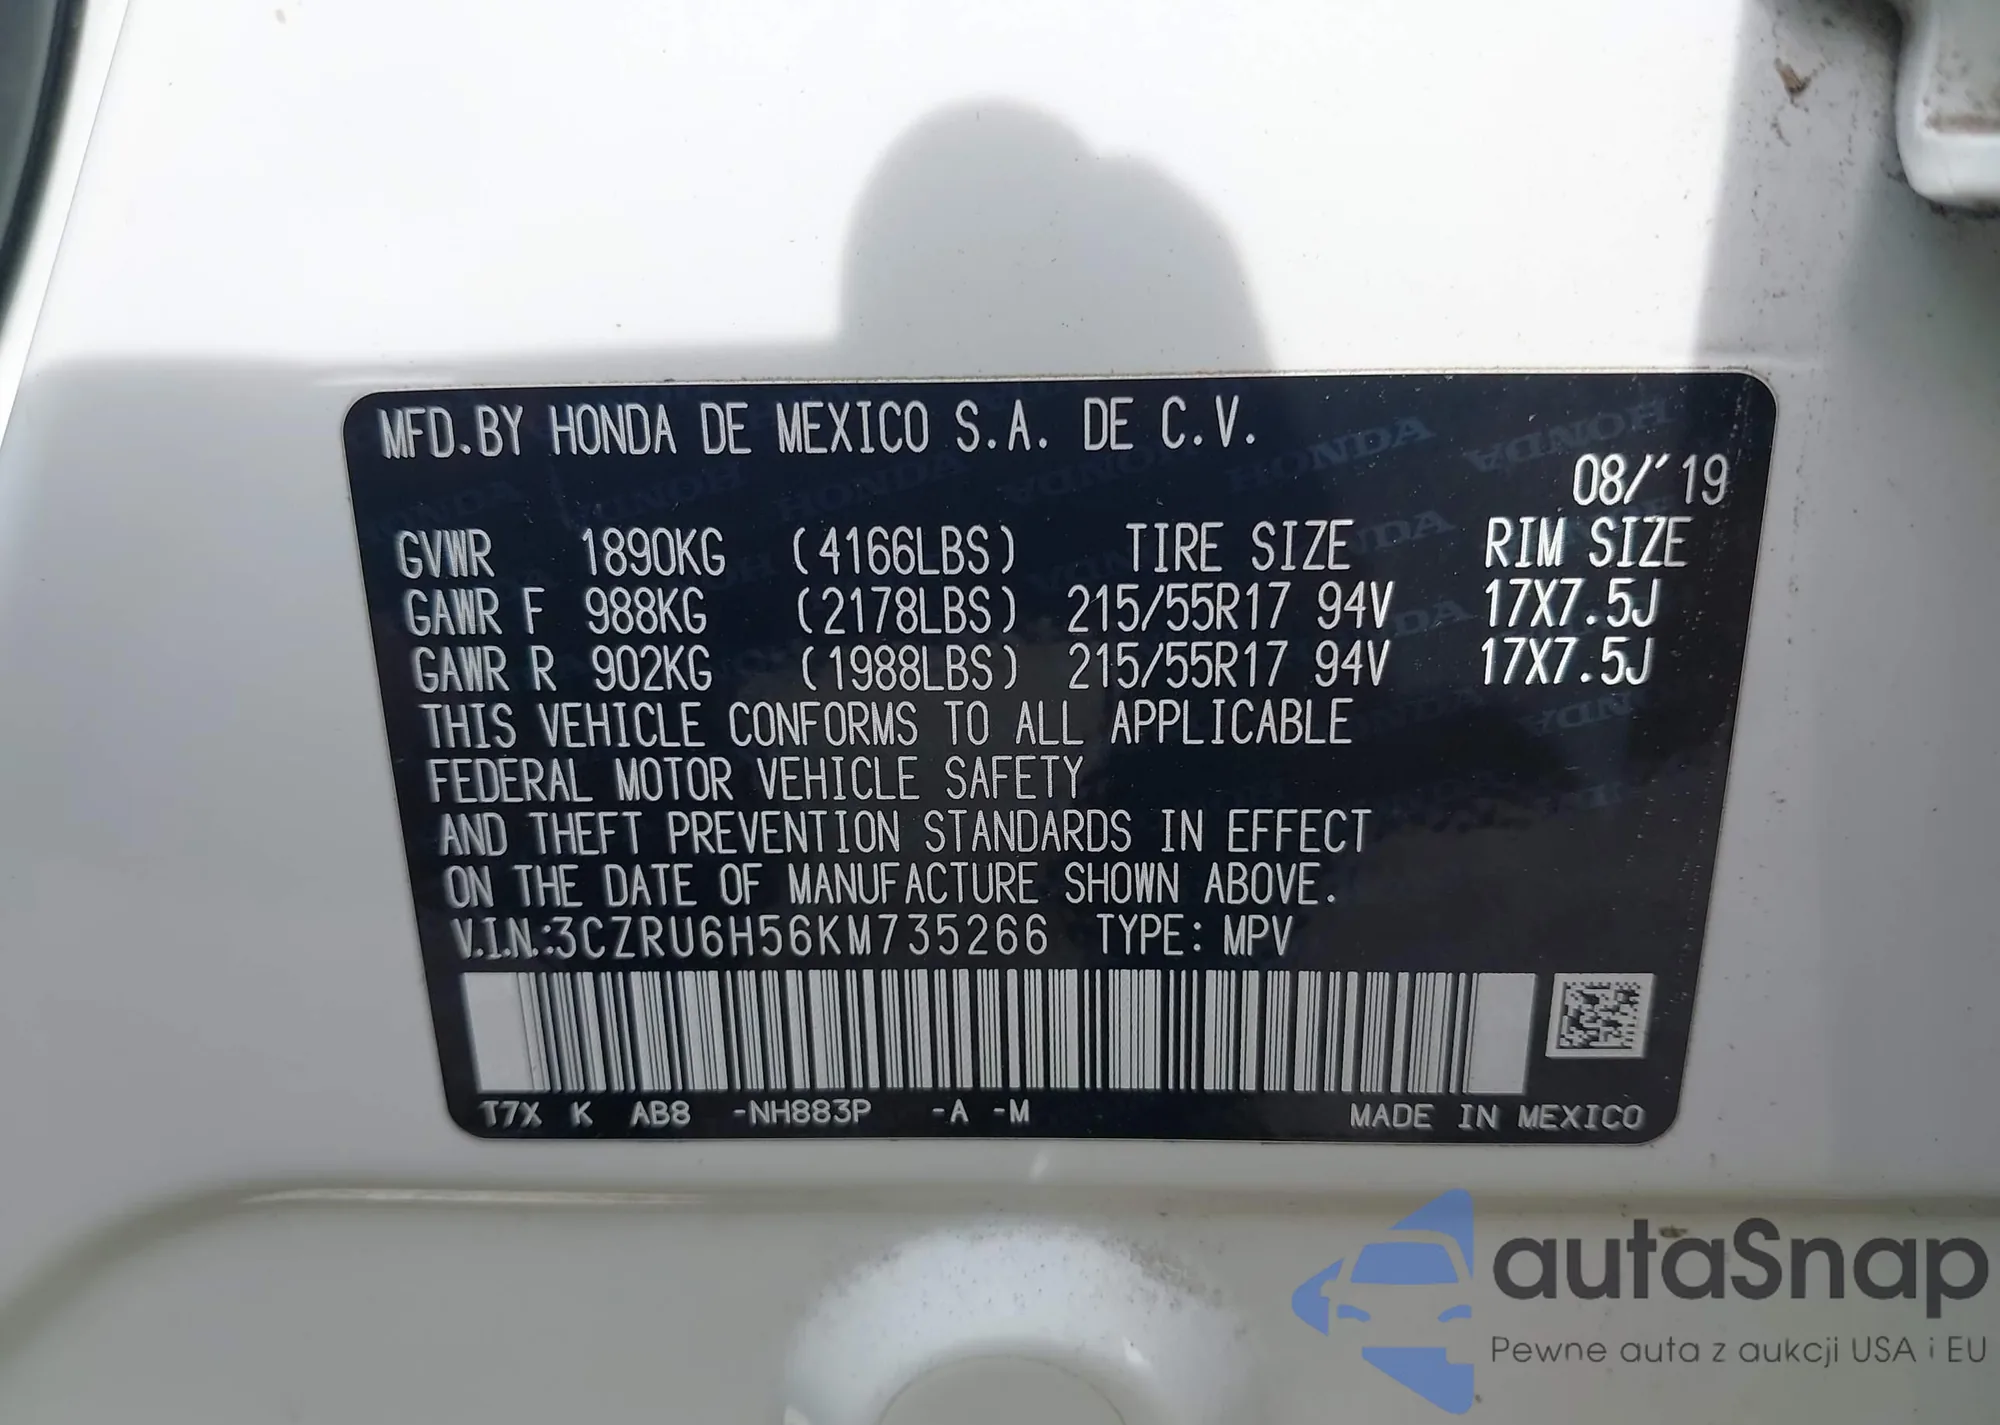 MFD.BY HONDA DE MEXICO S.A. DE C.V.
08/'19
GVWR 1890KG (4166LBS) TIRE SIZE RIM SIZE
GAWR F 988KG (2178LBS) 215/55R17 94V 17X7.5J
GAWR R 902KG (1988LBS) 215/55R17 94V 17X7.5J
THIS VEHICLE CONFORMS TO ALL APPLICABLE
FEDERAL MOTOR VEHICLE SAFETY
AND THEFT PREVENTION STANDARDS IN EFFECT
ON THE DATE OF MANUFACTURE SHOWN ABOVE.
V.I.N.:3CZRU6H56KM735266 TYPE: MPV
T7X K AB8 -NH883P -A -M MADE IN MEXICO
autaSnap
Pewne auta z aukcji USA i EU